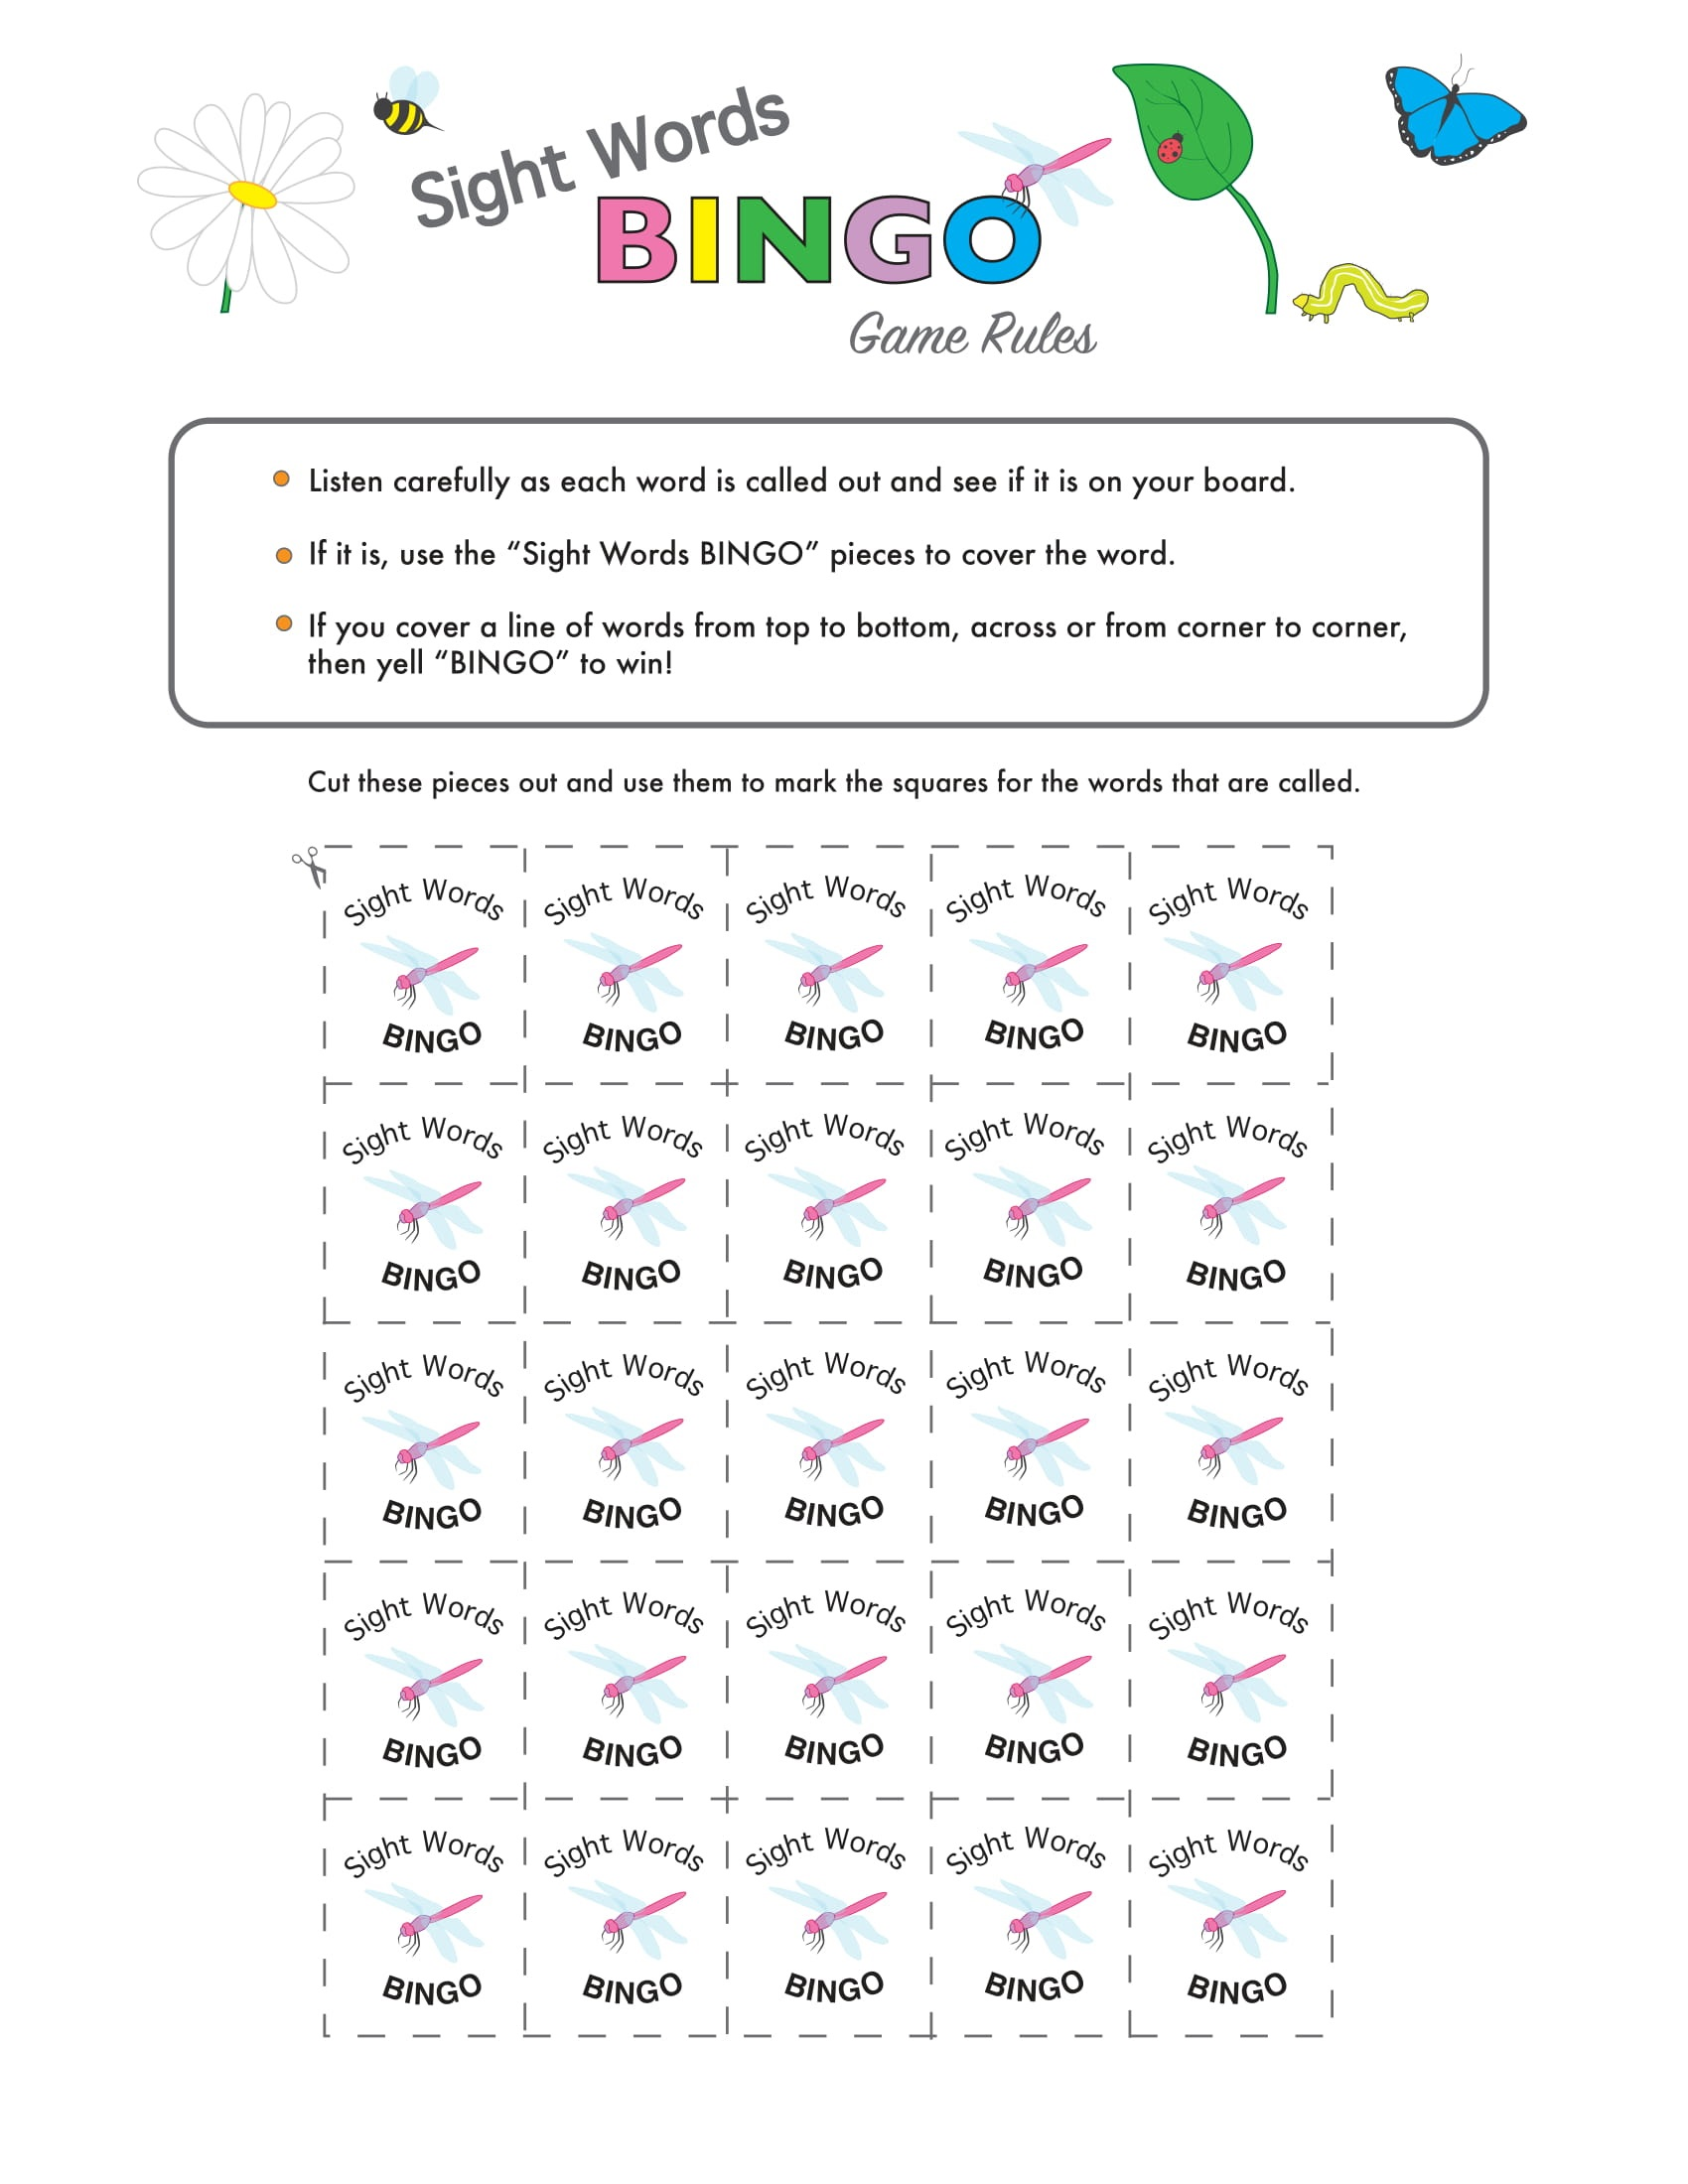 Sight Words
BINGO
Game Rules
Listen carefully as each word is called out and see if it is on your board.
If it is, use the “Sight Words BINGO” pieces to cover the word.
If you cover a line of words from top to bottom, across or from corner to corner,
then yell “BINGO” to win!
Cut these pieces out and use them to mark the squares for the words that are called.
Sight Words Sight Words Sight Words Sight Words Sight Words
BINGO BINGO BINGO BINGO BINGO
Sight Words Sight Words Sight Words Sight Words Sight Words
BINGO BINGO BINGO BINGO BINGO
Sight Words Sight Words Sight Words Sight Words Sight Words
BINGO BINGO BINGO BINGO BINGO
Sight Words Sight Words Sight Words Sight Words Sight Words
BINGO BINGO BINGO BINGO BINGO
Sight Words Sight Words Sight Words Sight Words Sight Words
BINGO BINGO BINGO BINGO BINGO